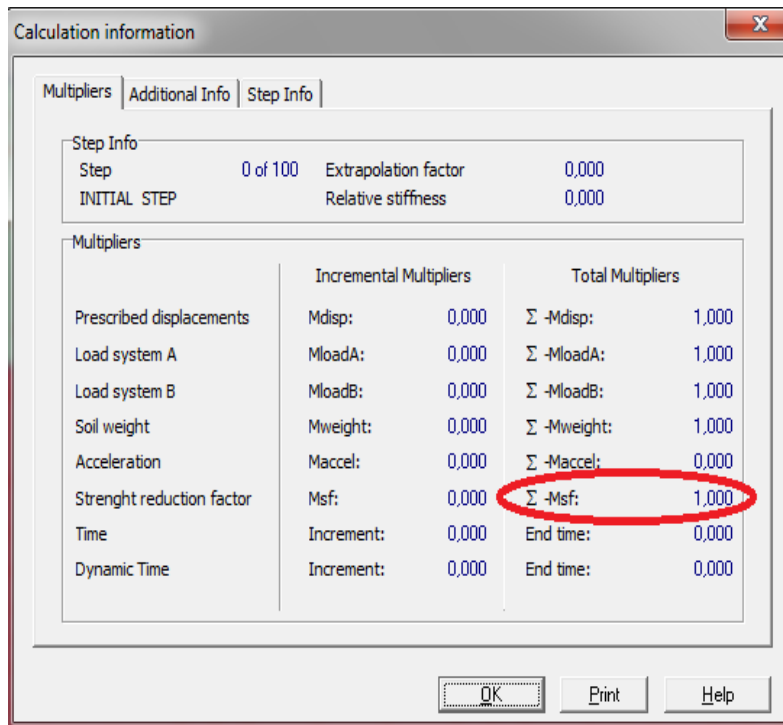 Calculation information
X
Multipliers Additional Info Step Info
Step Info
Step 0 of 100 Extrapolation factor 0,000
INITIAL STEP Relative stiffness 0,000
Multipliers
Incremental Multipliers Total Multipliers
Prescribed displacements Mdisp: 0,000 Σ -Mdisp: 1,000
Load system A MloadA: 0,000 Σ -MloadA: 1,000
Load system B MloadB: 0,000 Σ -MloadB: 1,000
Soil weight Mweight: 0,000 Σ -Mweight: 1,000
Acceleration Maccel: 0,000 Σ -Maccel: 0,000
Strenght reduction factor Msf: 0,000 Σ -Msf: 1,000
Time Increment: 0,000 End time: 0,000
Dynamic Time Increment: 0,000 End time: 0,000
OK Print Help